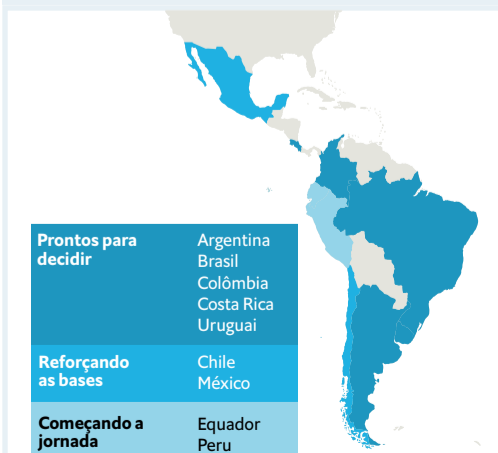 Prontos para
decidir
Argentina
Brasil
Colômbia
Costa Rica
Uruguai
Reforçando
as bases
Chile
México
Começando a
jornada
Equador
Peru